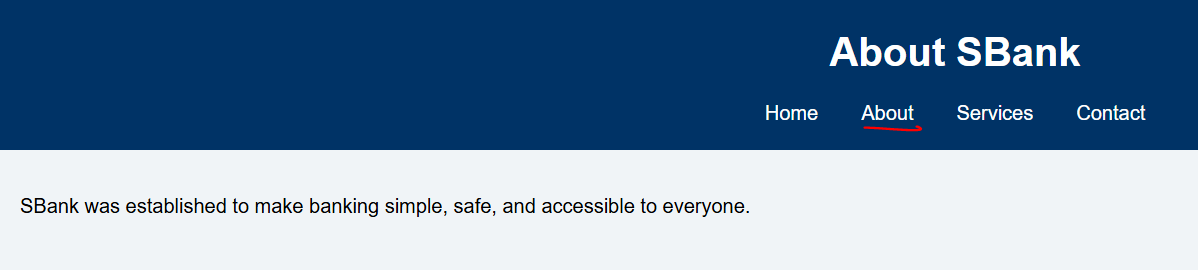 About SBank
Home About Services Contact
SBank was established to make banking simple, safe, and accessible to everyone.